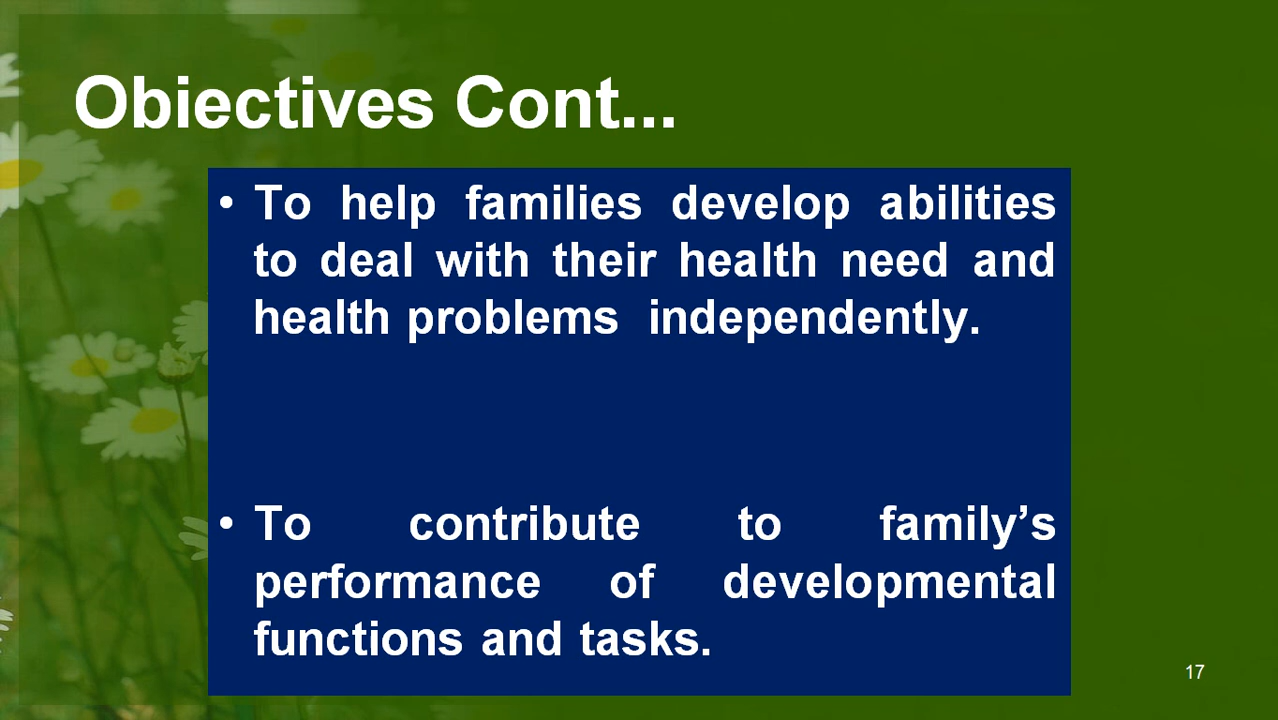 Obiectives Cont...
• To help families develop abilities
to deal with their health need and
health problems independently.
• To contribute to family’s
performance of developmental
functions and tasks.
17